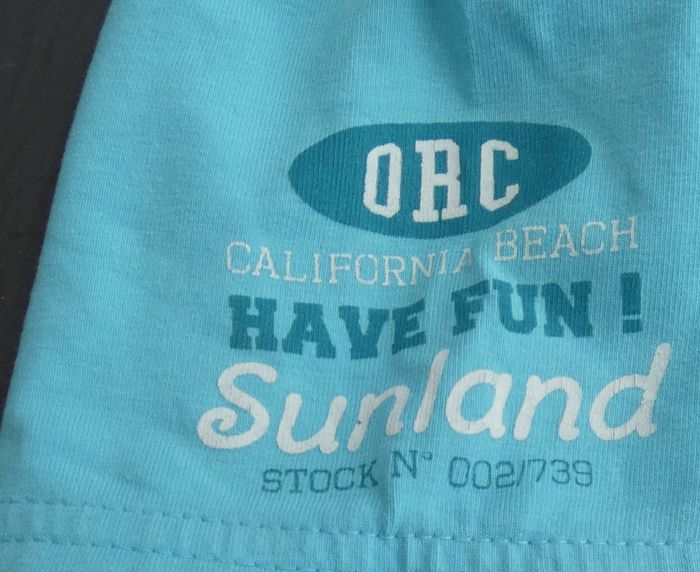 ORC
CALIFORNIA BEACH
HAVE FUN !
Sunland
STOCK N° 002/739